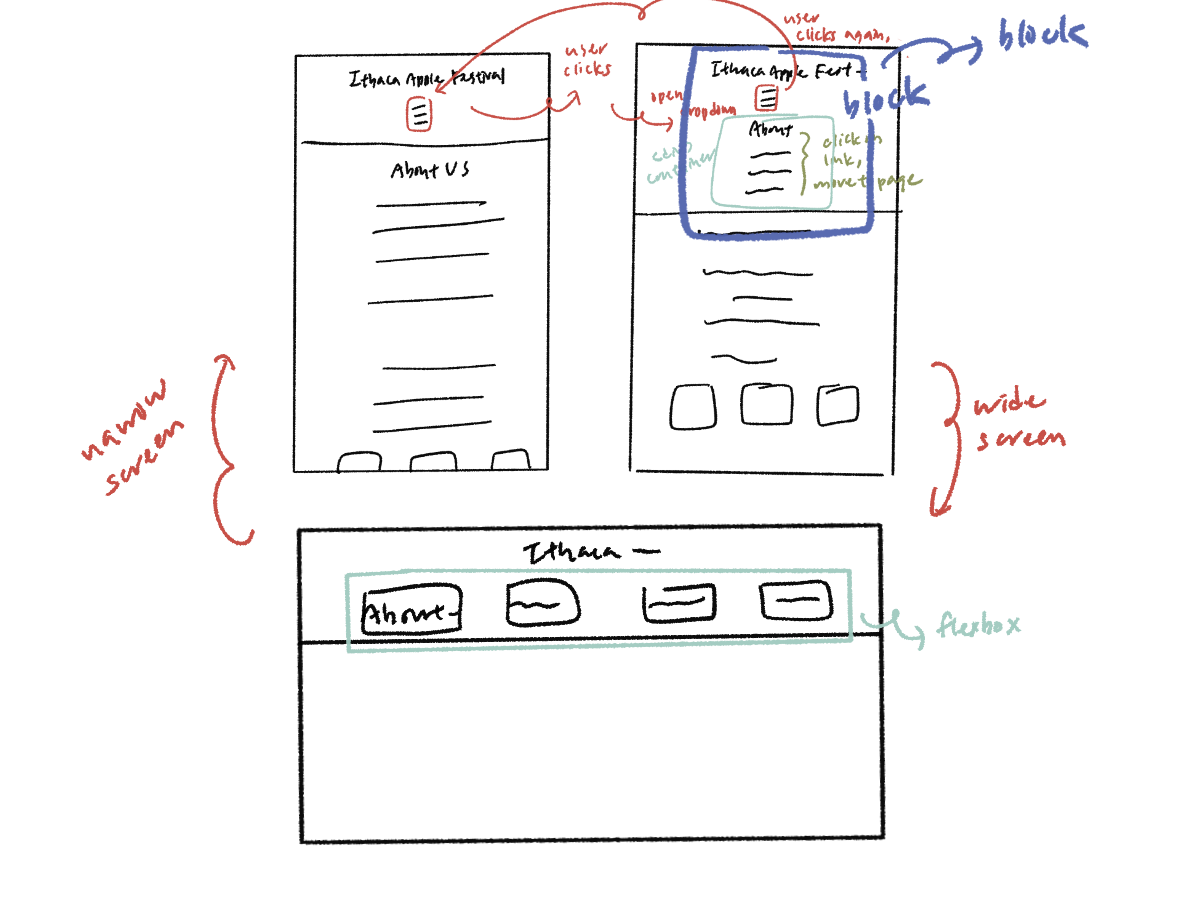 Ithaca Apple Festival
user
clicks
About US
user
clicks again,
block
Ithaca Apple Fest-
block
open
dropdown
About
container
click on
link,
move to page
narrow
screen
wide
screen
Ithaca —
About-
flexbox